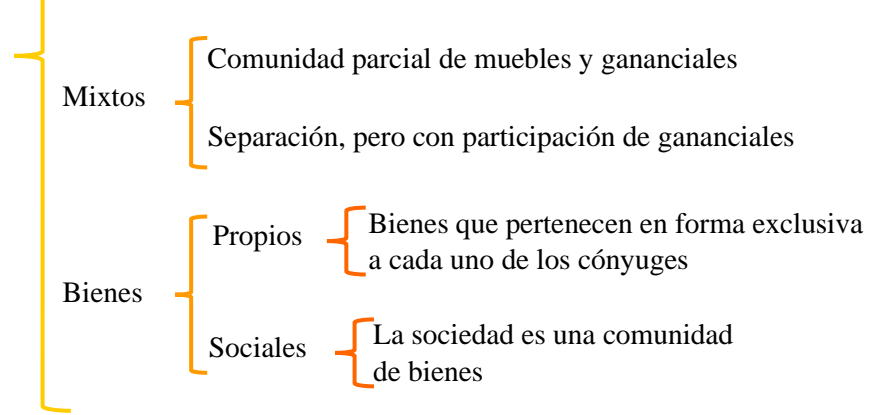 Mixtos
Comunidad parcial de muebles y gananciales
Separación, pero con participación de gananciales
Bienes
Propios
Bienes que pertenecen en forma exclusiva
a cada uno de los cónyuges
Sociales
La sociedad es una comunidad
de bienes